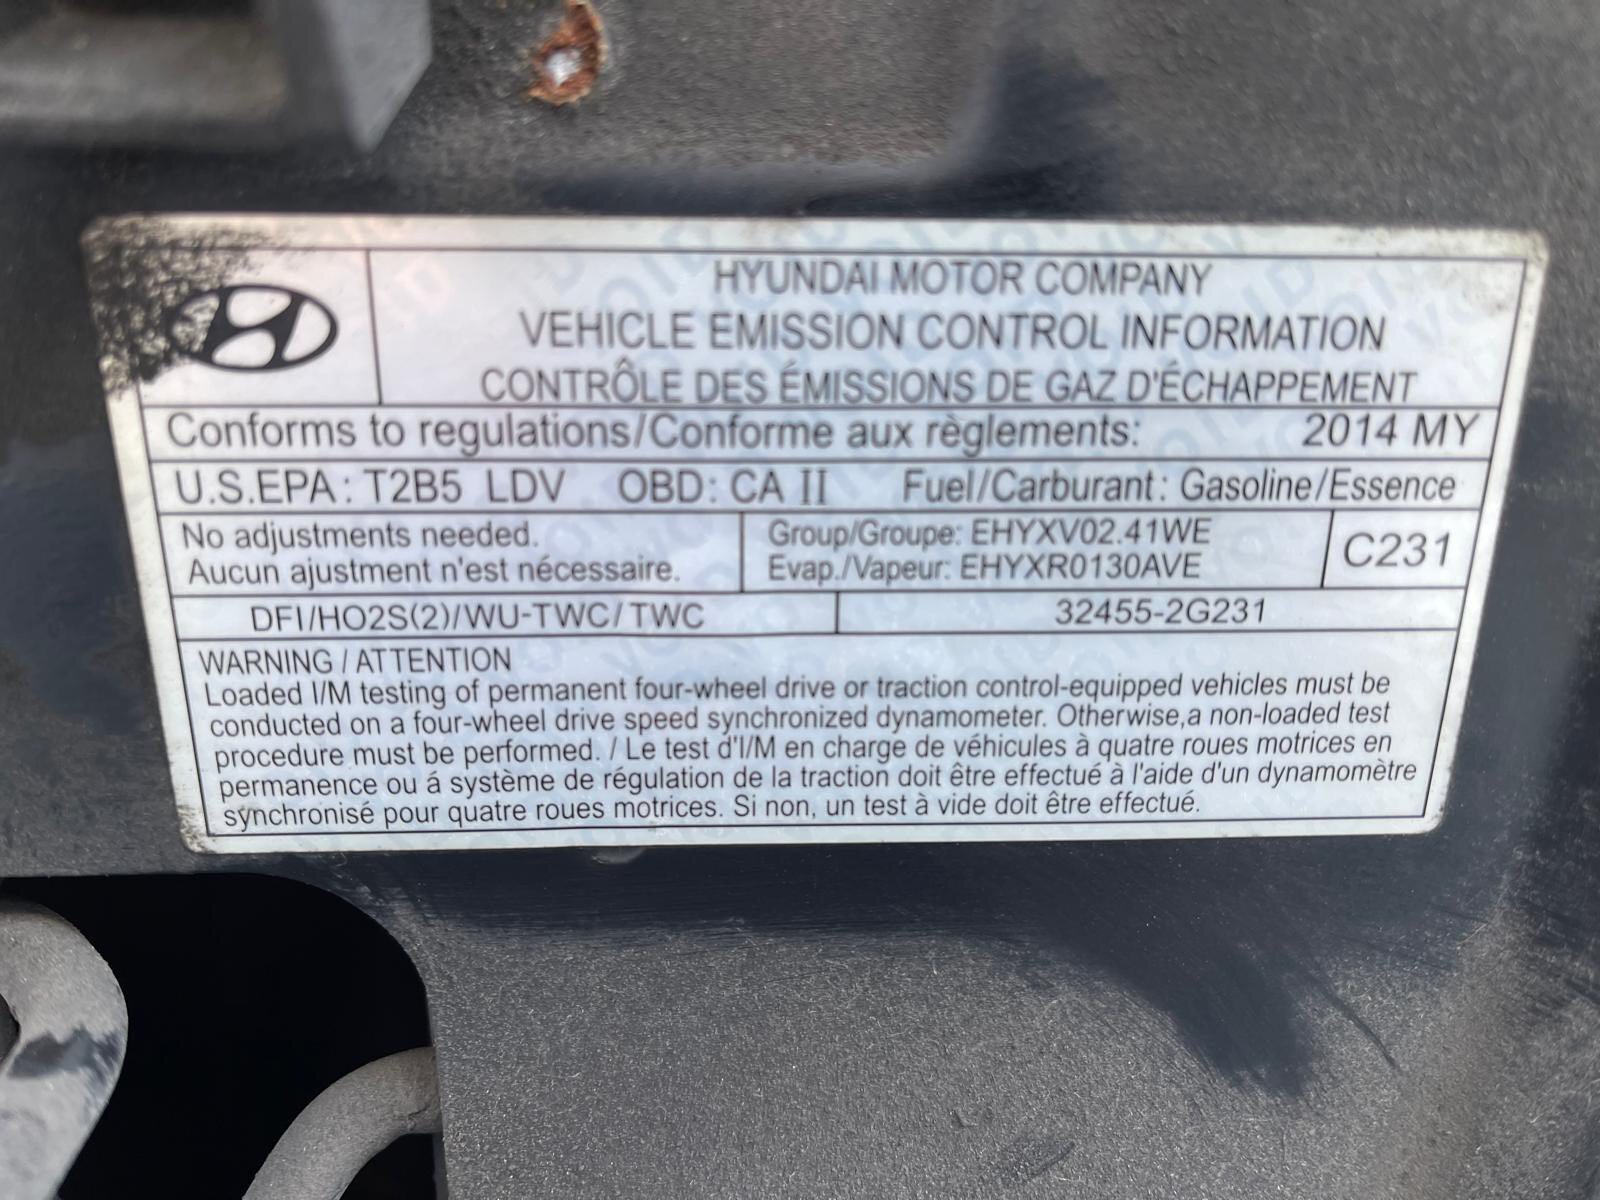 HYUNDAI MOTOR COMPANY
VEHICLE EMISSION CONTROL INFORMATION
CONTRÔLE DES ÉMISSIONS DE GAZ D'ÉCHAPPEMENT
Conforms to regulations/Conforme aux règlements: 2014 MY
U.S.EPA: T2B5 LDV OBD: CA II Fuel/Carburant: Gasoline/Essence
No adjustments needed.
Aucun ajustment n'est nécessaire.
Group/Groupe: EHYXV02.41WE
Evap./Vapeur: EHYXR0130AVE
C231
DFI/HO2S(2)/WU-TWC/TWC
32455-2G231
WARNING / ATTENTION
Loaded I/M testing of permanent four-wheel drive or traction control-equipped vehicles must be
conducted on a four-wheel drive speed synchronized dynamometer. Otherwise,a non-loaded test
procedure must be performed. / Le test d'I/M en charge de véhicules à quatre roues motrices en
permanence ou á système de régulation de la traction doit être effectué à l'aide d'un dynamomètre
synchronisé pour quatre roues motrices. Si non, un test à vide doit être effectué.